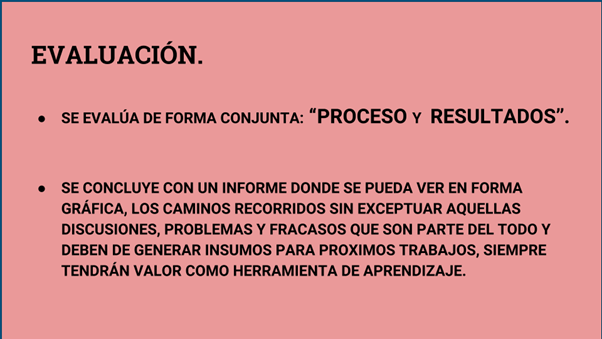 EVALUACIÓN.
● SE EVALÚA DE FORMA CONJUNTA: “PROCESO Y RESULTADOS”.
● SE CONCLUYE CON UN INFORME DONDE SE PUEDA VER EN FORMA
GRÁFICA, LOS CAMINOS RECORRIDOS SIN EXCEPTUAR AQUELLAS
DISCUSIONES, PROBLEMAS Y FRACASOS QUE SON PARTE DEL TODO Y
DEBEN DE GENERAR INSUMOS PARA PROXIMOS TRABAJOS, SIEMPRE
TENDRÁN VALOR COMO HERRAMIENTA DE APRENDIZAJE.